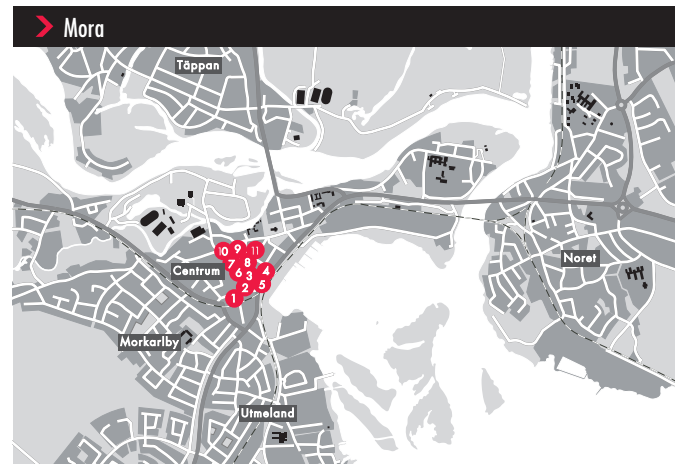 Mora
Täppan
10 9 11
Centrum 7 8 4
6 3
5
2
1
Noret
Morkarlby
Utmeland